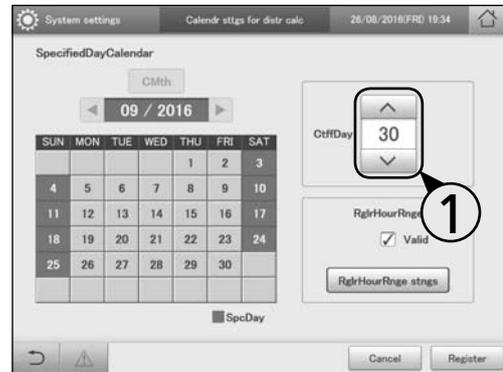 System settings Calendr sttgs for distr calc 26/08/2016(FRI) 19:34
SpecifiedDayCalendar
CMth
09 / 2016
SUN MON TUE WED THU FRI SAT
1 2 3
4 5 6 7 8 9 10
11 12 13 14 15 16 17
18 19 20 21 22 23 24
25 26 27 28 29 30
SpcDay
CtffDay 30
1
RglrHourRnge
Valid
RglrHourRnge stngs
Cancel Register